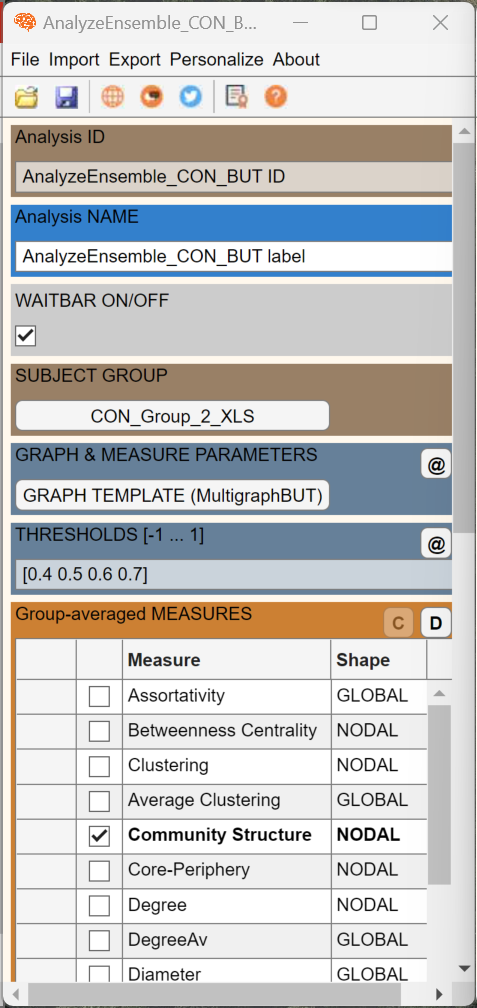 AnalyzeEnsemble_CON_B...
File Import Export Personalize About
Analysis ID
AnalyzeEnsemble_CON_BUT ID
Analysis NAME
AnalyzeEnsemble_CON_BUT label
WAITBAR ON/OFF
SUBJECT GROUP
CON_Group_2_XLS
GRAPH & MEASURE PARAMETERS
@
GRAPH TEMPLATE (MultigraphBUT)
THRESHOLDS [-1 ... 1]
@
[0.4 0.5 0.6 0.7]
Group-averaged MEASURES
C D
Measure Shape
Assortativity GLOBAL
Betweenness Centrality NODAL
Clustering NODAL
Average Clustering GLOBAL
Community Structure NODAL
Core-Periphery NODAL
Degree NODAL
DegreeAv GLOBAL
Diameter GLOBAL